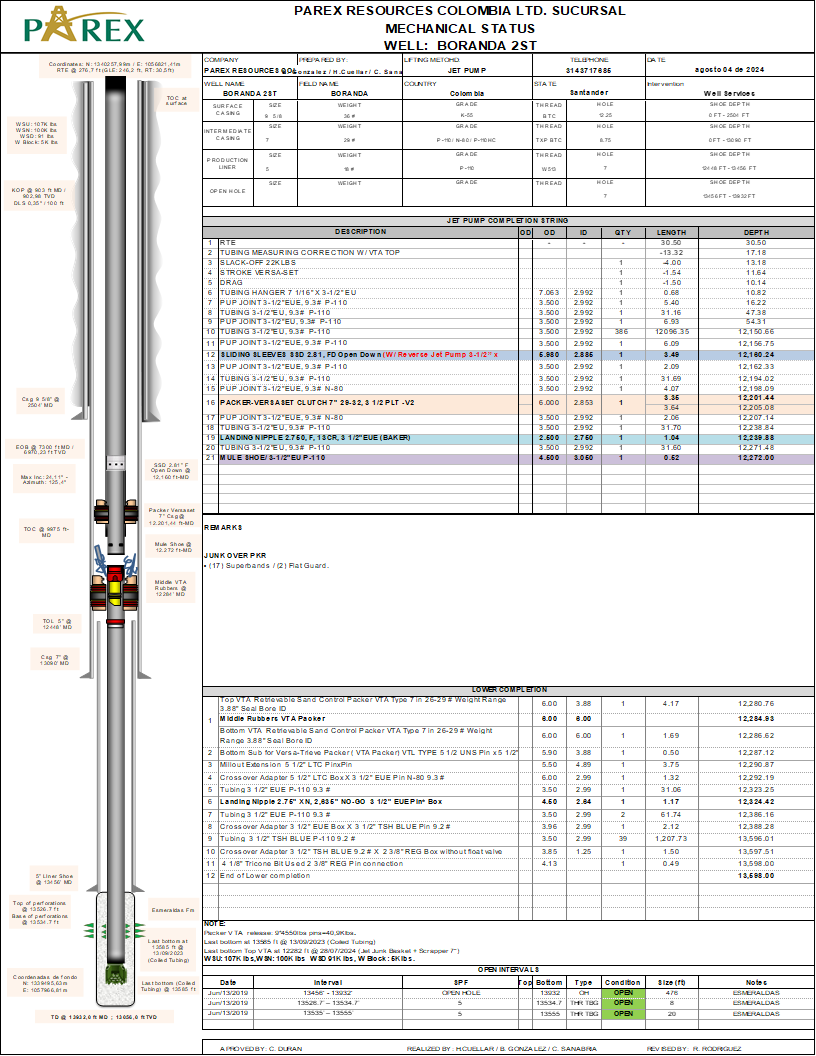 PAREX
PAREX RESOURCES COLOMBIA LTD. SUCURSAL
MECHANICAL STATUS
WELL: BORANDA 2ST
COMPANY PREPARED BY: LIFTING METOHD: TELEPHONE DATE
PAREX RESOURCES Gonzalez / H.Cuellar / C. Sana JET PUMP 3143717685 agosto 04 de 2024
WELL NAME FIELD NAME COUNTRY STATE Intervention
BORANDA 2ST BORANDA Colombia Santander Well Services
SURFACE CASING SIZE WEIGHT GRADE THREAD HOLE SHOE DEPTH
9 5/8 36 # K-55 BTC 12.25 0 FT - 2504 FT
INTERMEDIATE CASING SIZE WEIGHT GRADE THREAD HOLE SHOE DEPTH
7 29 # P-110/ N-80 / P-110HC TXP BTC 8.75 0 FT - 13090 FT
PRODUCTION LINER SIZE WEIGHT GRADE THREAD HOLE SHOE DEPTH
5 18 # P-110 W513 7 12448 FT - 13456 FT
OPEN HOLE SIZE WEIGHT GRADE THREAD HOLE SHOE DEPTH
7 13456 FT - 13932 FT
JET PUMP COMPLETION STRING
DESCRIPTION OD OD ID QTY LENGTH DEPTH
1 RTE - - - 30.50 30.50
2 TUBING MEASURING CORRECTION W/ VTA TOP -13.32 17.18
3 SLACK-OFF 22KLBS 1 -4.00 13.18
4 STROKE VERSA-SET 1 -1.54 11.64
5 DRAG 1 -1.50 10.14
6 TUBING HANGER 7 1/16" X 3-1/2" EU 7.063 2.992 1 0.68 10.82
7 PUP JOINT 3-1/2"EUE, 9.3# P-110 3.500 2.992 1 5.40 16.22
8 TUBING 3-1/2"EU, 9.3# P-110 3.500 2.992 1 31.16 47.38
9 PUP JOINT 3-1/2"EUE, 9.3# P-110 3.500 2.992 1 6.93 54.31
10 TUBING 3-1/2"EU, 9.3# P-110 3.500 2.992 386 12096.35 12,150.66
11 PUP JOINT 3-1/2"EUE, 9.3# P-110 3.500 2.992 1 6.09 12,156.75
12 SLIDING SLEEVES SSD 2.81, FD Open Down (W/ Reverse Jet Pump 3-1/2" x 5.980 2.885 1 3.49 12,160.24
13 PUP JOINT 3-1/2"EUE, 9.3# P-110 3.500 2.992 1 2.09 12,162.33
14 TUBING 3-1/2"EU, 9.3# P-110 3.500 2.992 1 31.69 12,194.02
15 PUP JOINT 3-1/2"EUE, 9.3# N-80 3.500 2.992 1 4.07 12,198.09
16 PACKER-VERSASET CLUTCH 7" 29-32, 3 1/2 PLT -V2 6.000 2.853 1 3.35 12,201.44
3.64 12,205.08
17 PUP JOINT 3-1/2"EUE, 9.3# N-80 3.500 2.992 1 2.06 12,207.14
18 TUBING 3-1/2"EU, 9.3# P-110 3.500 2.992 1 31.70 12,238.84
19 LANDING NIPPLE 2.750, F, 13CR, 3 1/2"EUE (BAKER) 2.500 2.750 1 1.04 12,239.88
20 TUBING 3-1/2"EU, 9.3# P-110 3.500 2.992 1 31.60 12,271.48
21 MULE SHOE/ 3-1/2"EU P-110 4.500 3.060 1 0.52 12,272.00
REMARKS
JUNK OVER PKR
• (17) Superbands / (2) Flat Guard.
LOWER COMPLETION
Top VTA Retrievable Sand Control Packer VTA Type 7 in 26-29 # Weight Range 3.88" Seal Bore ID 6.00 3.88 1 4.17 12,280.76
1 Middle Rubbers VTA Packer 6.00 6.00 12,284.93
Bottom VTA Retrievable Sand Control Packer VTA Type 7 in 26-29 # Weight Range 3.88" Seal Bore ID 6.00 6.00 1 1.69 12,286.62
2 Bottom Sub for Versa-Trieve Packer ( VTA Packer) VTL TYPE 5 1/2 UNS Pin x 5 1/2" 5.90 3.88 1 0.50 12,287.12
3 Millout Extension 5 1/2" LTC PinxPin 5.50 4.89 1 3.75 12,290.87
4 Crossover Adapter 5 1/2" LTC Box X 3 1/2" EUE Pin N-80 9.3 # 6.00 2.99 1 1.32 12,292.19
5 Tubing 3 1/2" EUE P-110 9.3 # 3.50 2.99 1 31.06 12,323.25
6 Landing Nipple 2.75" XN, 2,635" NO-GO 3 1/2" EUE Pin* Box 4.50 2.64 1 1.17 12,324.42
7 Tubing 3 1/2" EUE P-110 9.3 # 3.50 2.99 2 61.74 12,386.16
8 Crossover Adapter 3 1/2" EUE Box X 3 1/2" TSH BLUE Pin 9.2 # 3.96 2.99 1 2.12 12,388.28
9 Tubing 3 1/2" TSH BLUE P-110 9.2 # 3.50 2.99 39 1,207.73 13,596.01
10 Crossover Adapter 3 1/2" TSH BLUE 9.2 # X 2 3/8" REG Box without float valve 3.85 1.25 1 1.50 13,597.51
11 4 1/8" Tricone Bit Used 2 3/8" REG Pin connection 4.13 1 0.49 13,598.00
12 End of Lower completion 13,598.00
NOTE:
Packer VTA release: 9*4550lbs pins=40,9Klbs.
Last bottom at 13585 ft @ 13/09/2023 (Coiled Tubing)
Last bottom Top VTA at 12282 ft @ 28/07/2024 (Jet Junk Basket + Scrapper 7")
WSU: 107K lbs, WSN: 100K lbs WSD 91K lbs, W Block: 5K lbs.
OPEN INTERVALS
Date Interval SPF Top Bottom Type Condition Size (ft) Notes
Jun/13/2019 13456' - 13932' OPEN HOLE 13932 OH OPEN 476 ESMERALDAS
Jun/13/2019 13526.7' - 13534.7' 5 13534.7 THR TBG OPEN 8 ESMERALDAS
Jun/13/2019 13535' - 13555' 5 13555 THR TBG OPEN 20 ESMERALDAS
APROVED BY: C. DURAN REALIZED BY: H.CUELLAR / B. GONZALEZ / C. SANABRIA REVISED BY: R. RODRIGUEZ
Coordenates: N: 1340257,89m; E: 1056621,41m
RTE @ 276,7 ft (GLE: 246.2 ft, RT: 30,5ft)
TOC at surface
WSU: 107K lbs
WSN: 100K lbs
WSD: 91 lbs
W Block: 5K lbs
KOP @ 903 ft MD /
902,98 TVD
DLS 0,35° / 100 ft
Csg 9 5/8" @
2504' MD
EOB @ 7300 ft MD /
6970,23 ft TVD
Max Inc: 24,11° –
Azimuth: 125.4°
SSD 2.81" F
Open Down @
12,160 ft-MD
Packer Versaset
7" Csg @
12,201,44 ft-MD
TOC @ 8975 ft-
MD
Mule Shoe @
12,272 ft-MD
Middle VTA
Rubbers @
12284' MD
TOL 5" @
12448' MD
Csg 7" @
13090' MD
5" Liner Shoe
@ 13456' MD
Top of perforations
@ 13526.7 ft
Base of perforations
@ 13534.7 ft
Esmeraldas Fm
Last bottom at
13585 ft @
13/09/2023
(Coiled Tubing)
Coordenadas de fondo
N: 1339495,63m
E: 1057966,81m
Last bottom (Coiled
Tubing) @ 13585 ft
TD @ 13932,0 ft MD ; 13056,0 ft TVD